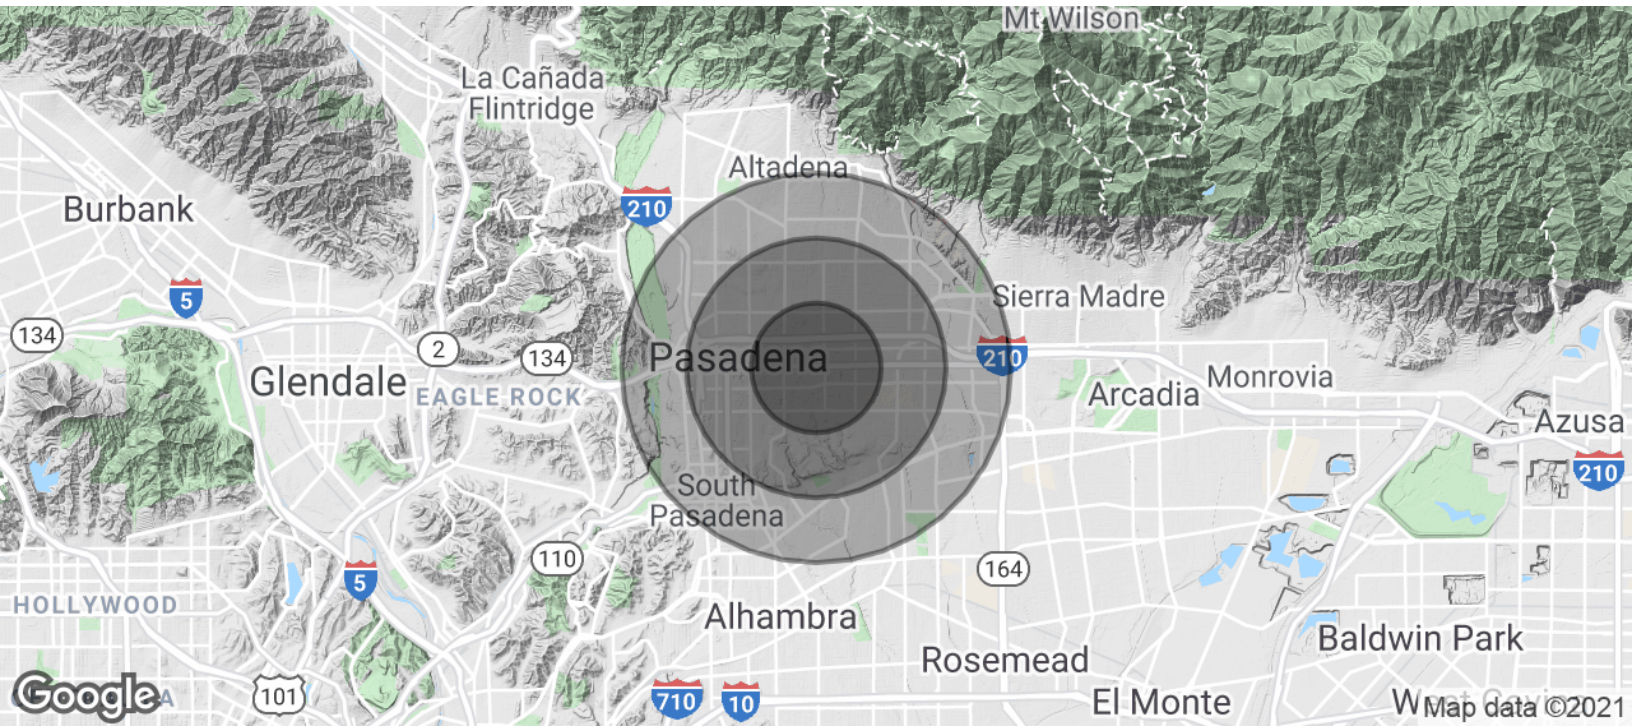 Mt Wilson
La Cañada
Flintridge
Altadena
Burbank
210
5
Sierra Madre
134
2
134
Pasadena
210
Glendale
EAGLE ROCK
Arcadia
Monrovia
Azusa
210
South
Pasadena
110
164
5
HOLLYWOOD
Alhambra
Baldwin Park
Rosemead
Google
101
710
10
El Monte
Map data ©2021